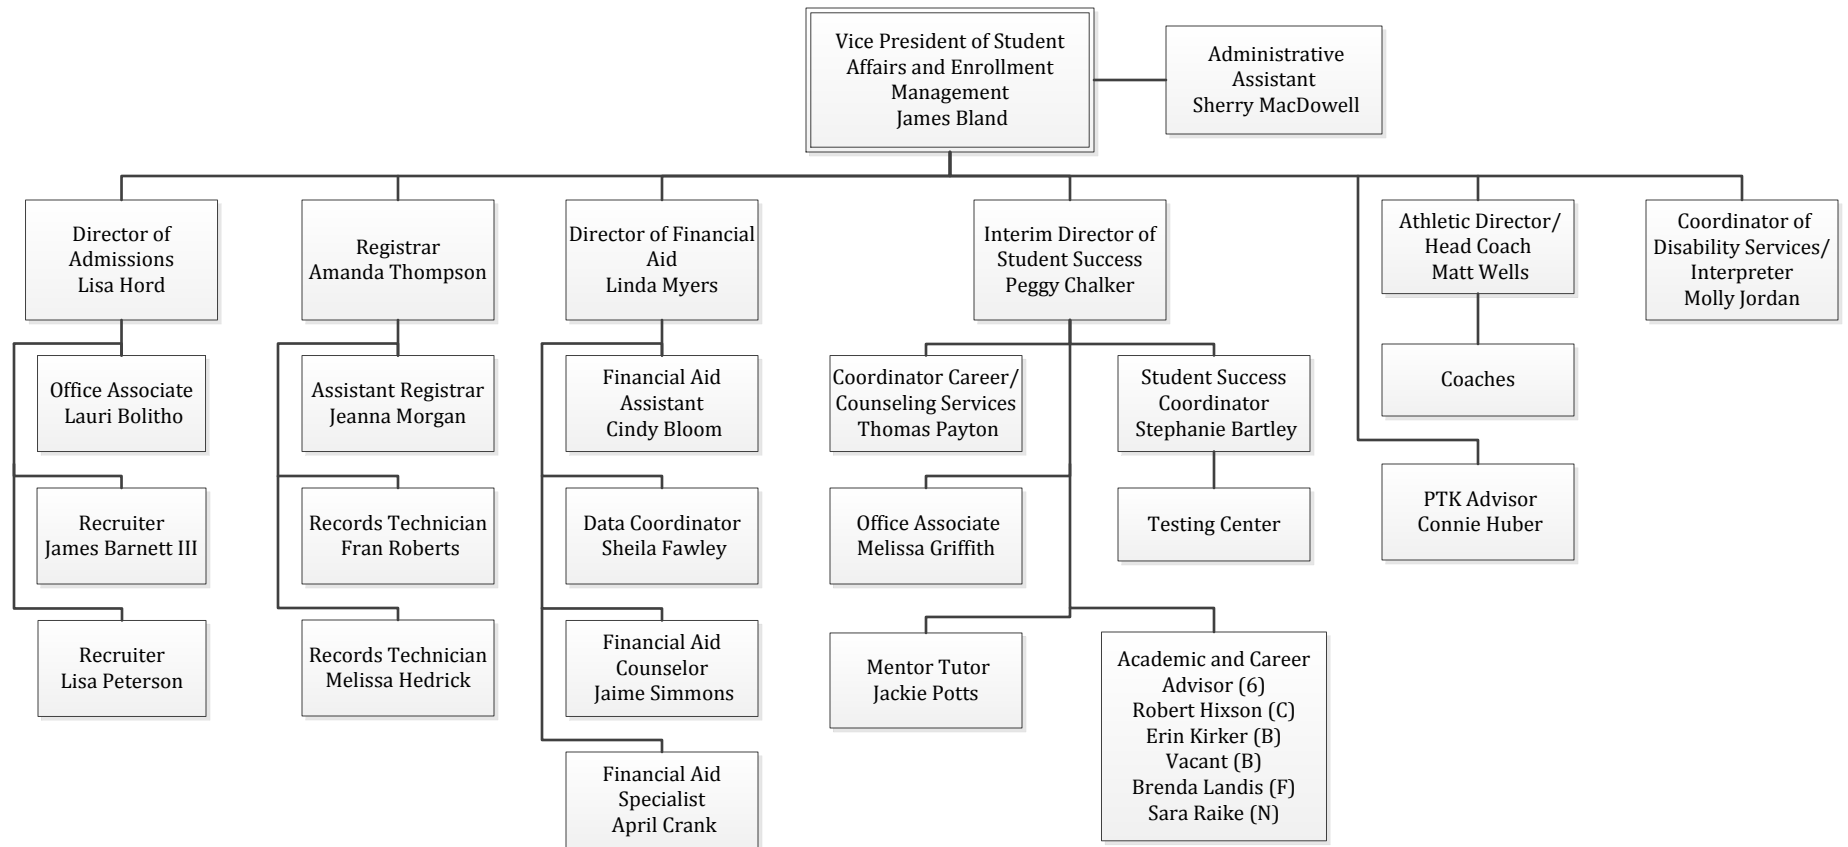 Vice President of Student
Affairs and Enrollment
Management
James Bland
Administrative
Assistant
Sherry MacDowell
Director of
Admissions
Lisa Hord
Registrar
Amanda Thompson
Director of Financial
Aid
Linda Myers
Interim Director of
Student Success
Peggy Chalker
Athletic Director/
Head Coach
Matt Wells
Coordinator of
Disability Services/
Interpreter
Molly Jordan
Office Associate
Lauri Bolitho
Assistant Registrar
Jeanna Morgan
Financial Aid
Assistant
Cindy Bloom
Coordinator Career/
Counseling Services
Thomas Payton
Student Success
Coordinator
Stephanie Bartley
Coaches
Recruiter
James Barnett III
Records Technician
Fran Roberts
Data Coordinator
Sheila Fawley
Office Associate
Melissa Griffith
Testing Center
PTK Advisor
Connie Huber
Recruiter
Lisa Peterson
Records Technician
Melissa Hedrick
Financial Aid
Counselor
Jaime Simmons
Mentor Tutor
Jackie Potts
Academic and Career
Advisor (6)
Robert Hixson (C)
Erin Kirker (B)
Vacant (B)
Brenda Landis (F)
Sara Raike (N)
Financial Aid
Specialist
April Crank